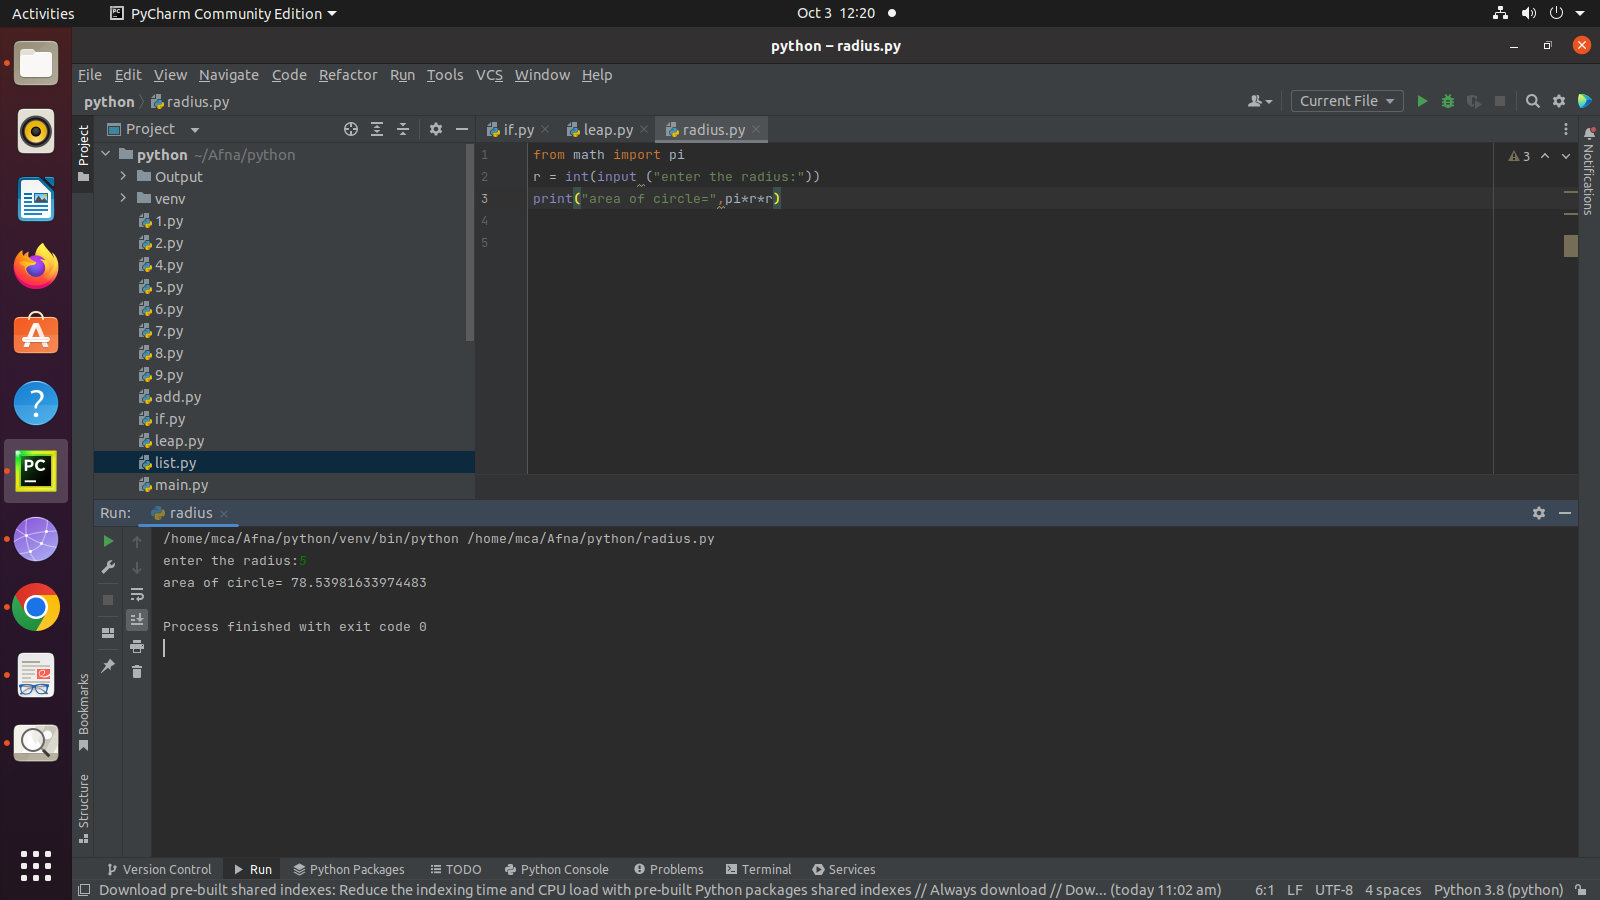 Activities PyCharm Community Edition Oct 3 12:20
python – radius.py
File Edit View Navigate Code Refactor Run Tools VCS Window Help
python radius.py Current File
Project
Project
if.py leap.py radius.py
Notifications
python ~/Afna/python
Output
venv
1.py
2.py
4.py
5.py
6.py
7.py
8.py
9.py
add.py
if.py
leap.py
list.py
main.py
1 from math import pi
2 r = int(input ("enter the radius:"))
3 print("area of circle=",pi*r*r)
4
5
3
Run: radius
/home/mca/Afna/python/venv/bin/python /home/mca/Afna/python/radius.py
enter the radius:5
area of circle= 78.53981633974483
Process finished with exit code 0
Bookmarks
Structure
PC
Version Control Run Python Packages TODO Python Console Problems Terminal Services
Download pre-built shared indexes: Reduce the indexing time and CPU load with pre-built Python packages shared indexes // Always download // Dow... (today 11:02 am) 6:1 LF UTF-8 4 spaces Python 3.8 (python)